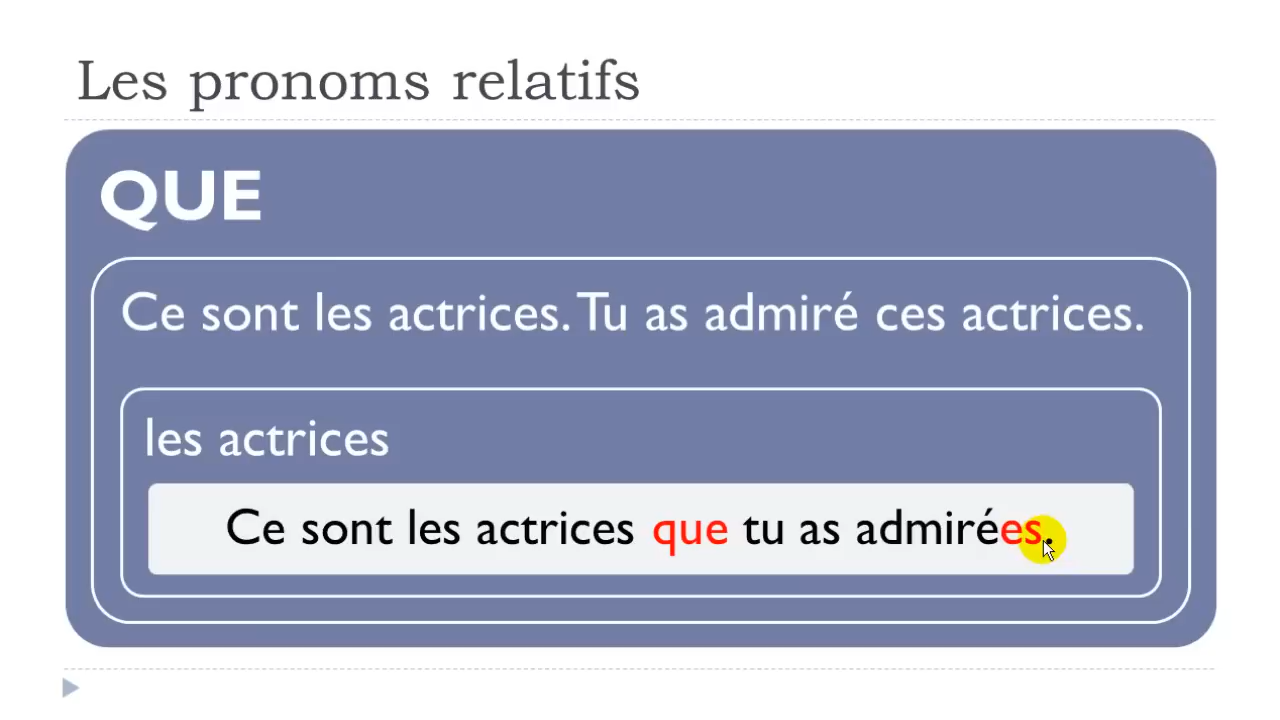 Les pronoms relatifs
QUE
Ce sont les actrices. Tu as admiré ces actrices.
les actrices
Ce sont les actrices que tu as admirées.